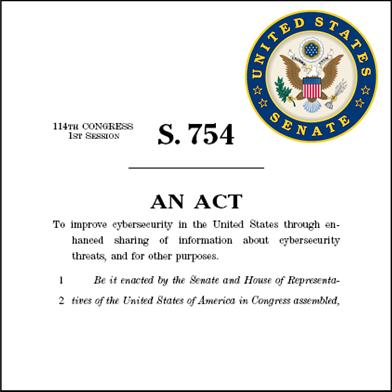 UNITED STATES
SENATE
114TH CONGRESS
1ST SESSION
S. 754
AN ACT
To improve cybersecurity in the United States through en-
hanced sharing of information about cybersecurity
threats, and for other purposes.
1 Be it enacted by the Senate and House of Representa-
2 tives of the United States of America in Congress assembled,